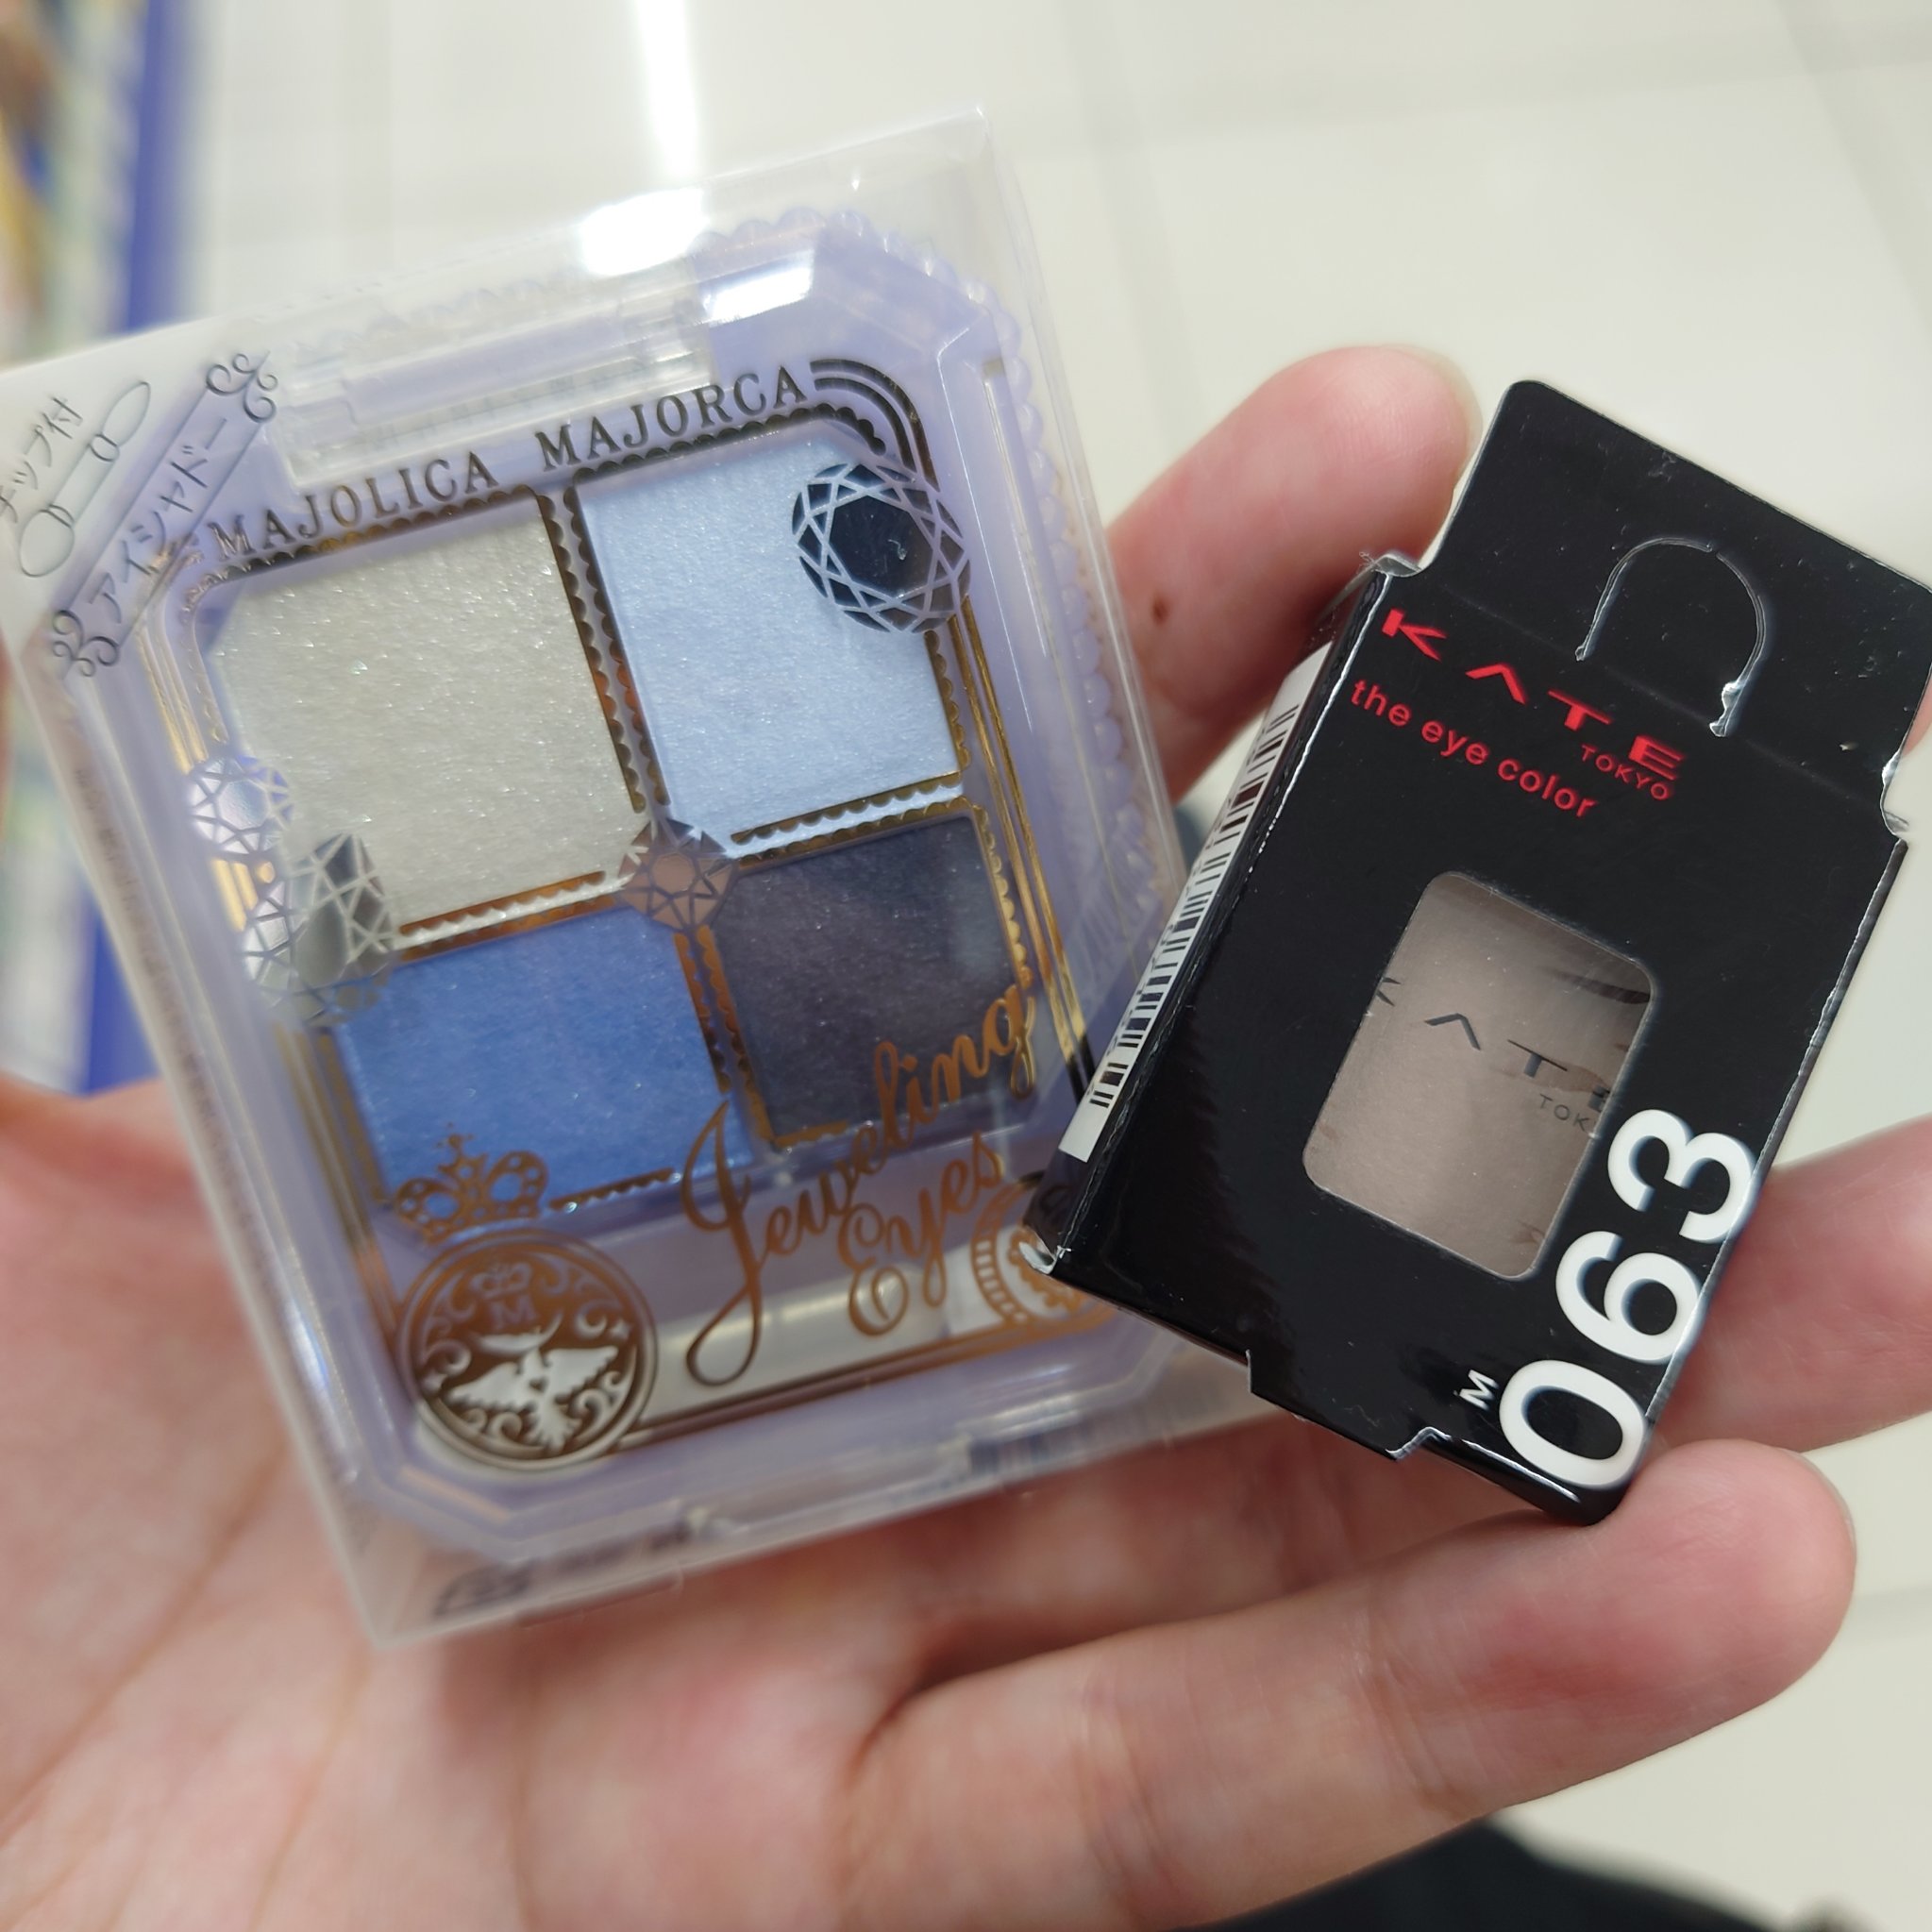 チップ付
アイシャドー
MAJOLICA MAJORCA
Jeweling
Eyes
M
KATE
TOKYO
the eye color
KATE
TOK
M
063